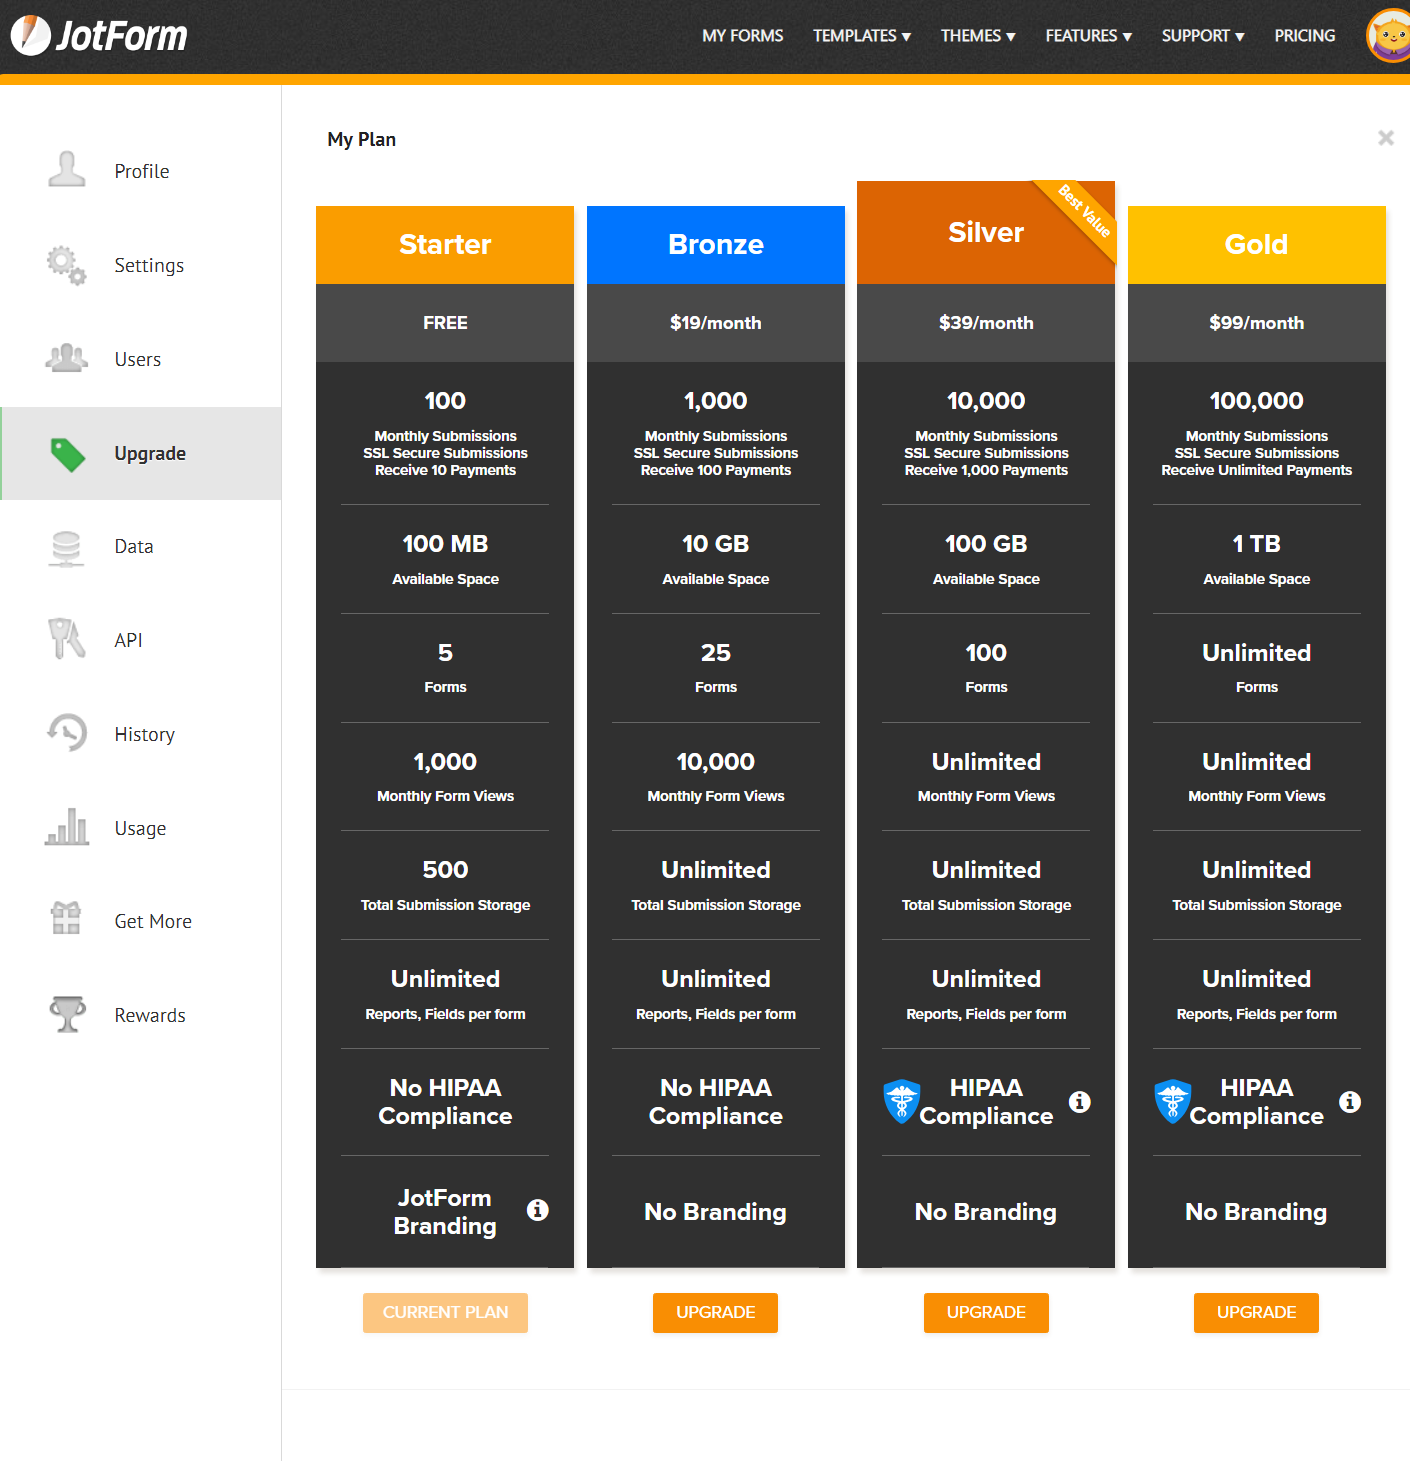 JotForm
MY FORMS
TEMPLATES
THEMES
FEATURES
SUPPORT
PRICING
Profile
Settings
Users
Upgrade
Data
API
History
Usage
Get More
Rewards
My Plan
Starter
FREE
100
Monthly Submissions
SSL Secure Submissions
Receive 10 Payments
100 MB
Available Space
5
Forms
1,000
Monthly Form Views
500
Total Submission Storage
Unlimited
Reports, Fields per form
No HIPAA
Compliance
JotForm
Branding
CURRENT PLAN
Bronze
$19/month
1,000
Monthly Submissions
SSL Secure Submissions
Receive 100 Payments
10 GB
Available Space
25
Forms
10,000
Monthly Form Views
Unlimited
Total Submission Storage
Unlimited
Reports, Fields per form
No HIPAA
Compliance
No Branding
UPGRADE
Silver
Best Value
$39/month
10,000
Monthly Submissions
SSL Secure Submissions
Receive 1,000 Payments
100 GB
Available Space
100
Forms
Unlimited
Monthly Form Views
Unlimited
Total Submission Storage
Unlimited
Reports, Fields per form
HIPAA
Compliance
No Branding
UPGRADE
Gold
$99/month
100,000
Monthly Submissions
SSL Secure Submissions
Receive Unlimited Payments
1 TB
Available Space
Unlimited
Forms
Unlimited
Monthly Form Views
Unlimited
Total Submission Storage
Unlimited
Reports, Fields per form
HIPAA
Compliance
No Branding
UPGRADE